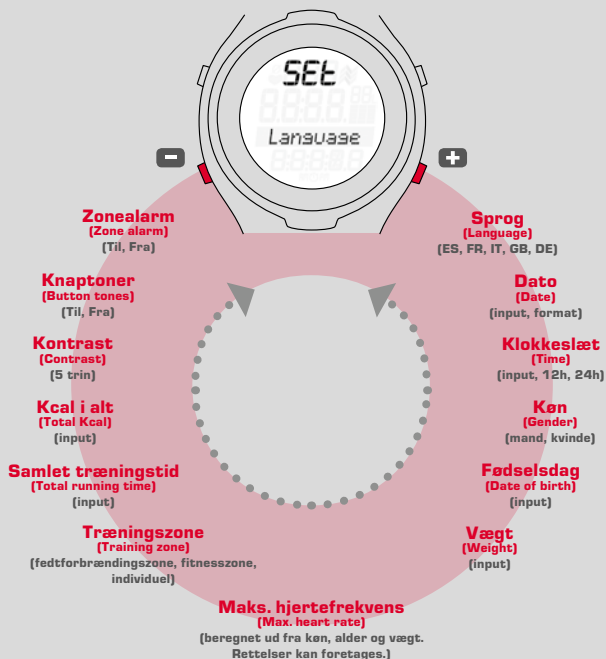 SEt
Language
−
+
Sprog
(Language)
(ES, FR, IT, GB, DE)
Dato
(Date)
(input, format)
Klokkeslæt
(Time)
(input, 12h, 24h)
Køn
(Gender)
(mand, kvinde)
Fødselsdag
(Date of birth)
(input)
Vægt
(Weight)
(input)
Maks. hjertefrekvens
(Max. heart rate)
(beregnet ud fra køn, alder og vægt.
Rettelser kan foretages.)
Træningszone
(Training zone)
(fedtforbrændingszone, fitnesszone,
individuel)
Samlet træningstid
(Total running time)
(input)
Kcal i alt
(Total Kcal)
(input)
Kontrast
(Contrast)
(5 trin)
Knaptoner
(Button tones)
(Til, Fra)
Zonealarm
(Zone alarm)
(Til, Fra)